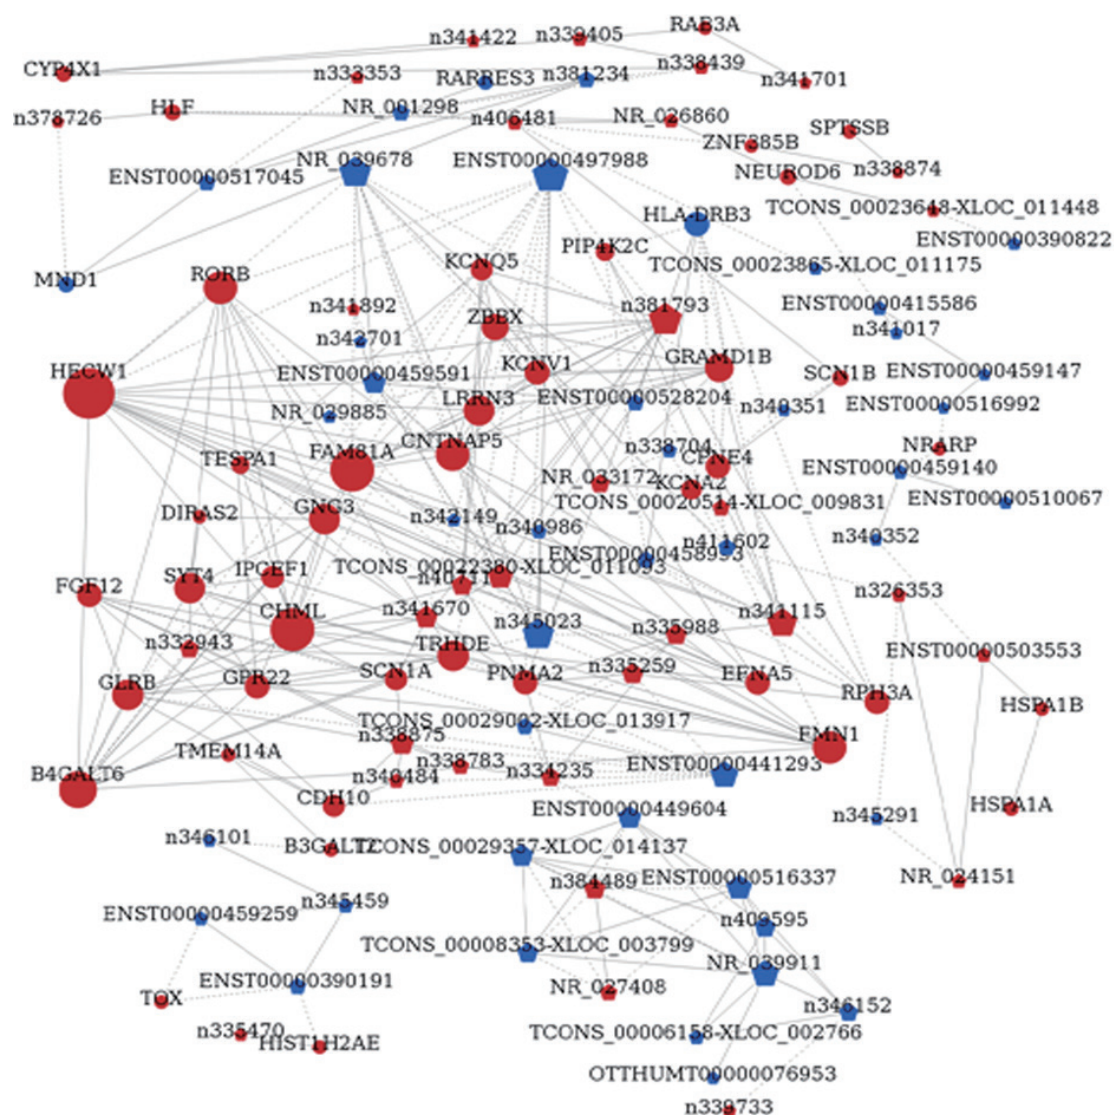 RAB3A
n341422
n339405
CYP4X1
n333353
RARRES3
n381234
n338439
n341701
n378726
HLF
NR_001298
n406481
NR_026860
SPTSSB
ZNF385B
ENST00000517045
NR_039678
ENST00000497988
NEUROD6
n338874
TCONS_00023648-XLOC_011448
HLA-DRB3
ENST00000390822
MND1
RORB
KCNQ5
PIP4K2C
TCONS_00023865-XLOC_011175
n341892
ZBBX
n381793
ENST00000415586
n342701
n341017
HECW1
ENST00000459591
KCNV1
GRAMD1B
SCN1B
ENST00000459147
NR_029885
LRRN3
ENST00000528204
n340351
ENST00000516992
TESPA1
FAM81A
CNTNAP5
n338704
CPNE4
NRARP
ENST00000459140
NR_033172
KCNA2
TCONS_00020514-XLOC_009831
ENST00000510067
DIRAS2
GNG3
n342149
n340986
n411602
n340352
ENST00000458993
FGF12
SYT4
IPCEF1
TCONS_00022380-XLOC_011093
n326353
CHML
n341670
n345023
n335988
n341115
n332943
TRHDE
ENST00000503553
GLRB
GPR22
SCN1A
PNMA2
n335259
EFNA5
RPH3A
HSPA1B
TCONS_00029002-XLOC_013917
n338875
FMN1
TMEM14A
n338783
B4GALT6
n340484
n334235
ENST00000441293
CDH10
HSPA1A
ENST00000449604
n345291
n346101
B3GALT2
TCONS_00029357-XLOC_014137
n384489
ENST00000516337
NR_024151
n345459
ENST00000459259
n409595
TCONS_00008353-XLOC_003799
NR_039911
ENST00000390191
TOX
NR_027408
n346152
n335470
HIST1H2AE
TCONS_00006158-XLOC_002766
OTTHUMT00000076953
n339733